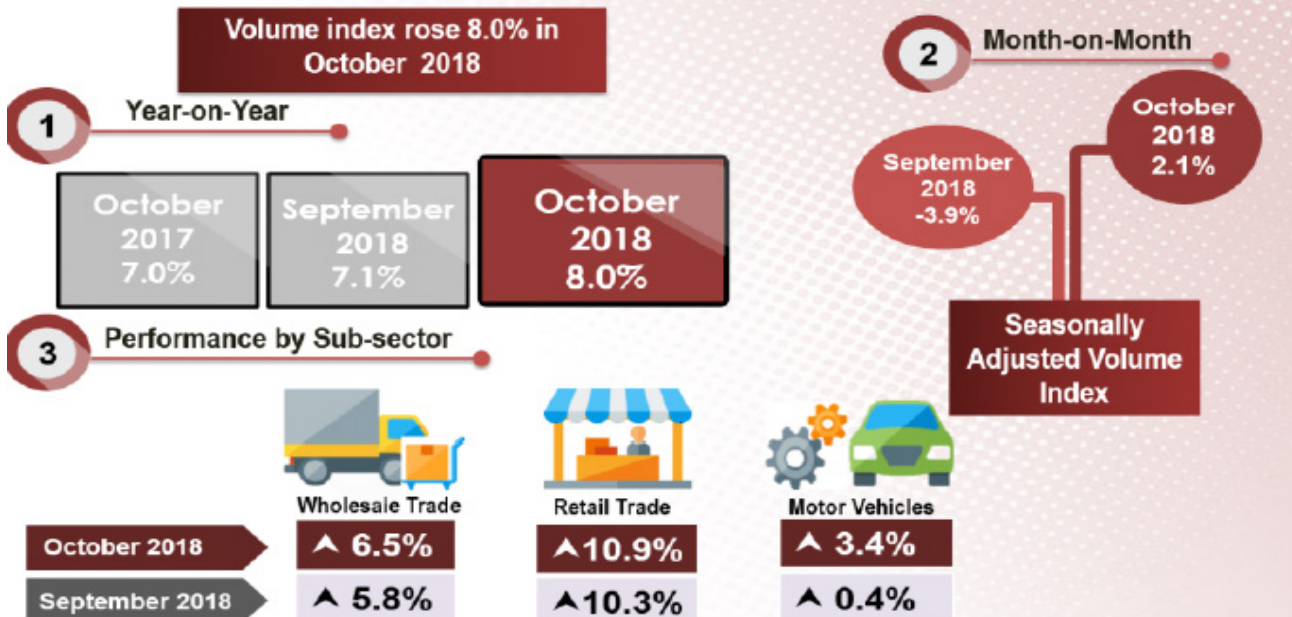 Volume index rose 8.0% in
October 2018
1
Year-on-Year
October
2017
7.0%
September
2018
7.1%
October
2018
8.0%
2
Month-on-Month
September
2018
-3.9%
October
2018
2.1%
Seasonally
Adjusted Volume
Index
3
Performance by Sub-sector
Wholesale Trade
Retail Trade
Motor Vehicles
October 2018
6.5%
10.9%
3.4%
September 2018
5.8%
10.3%
0.4%